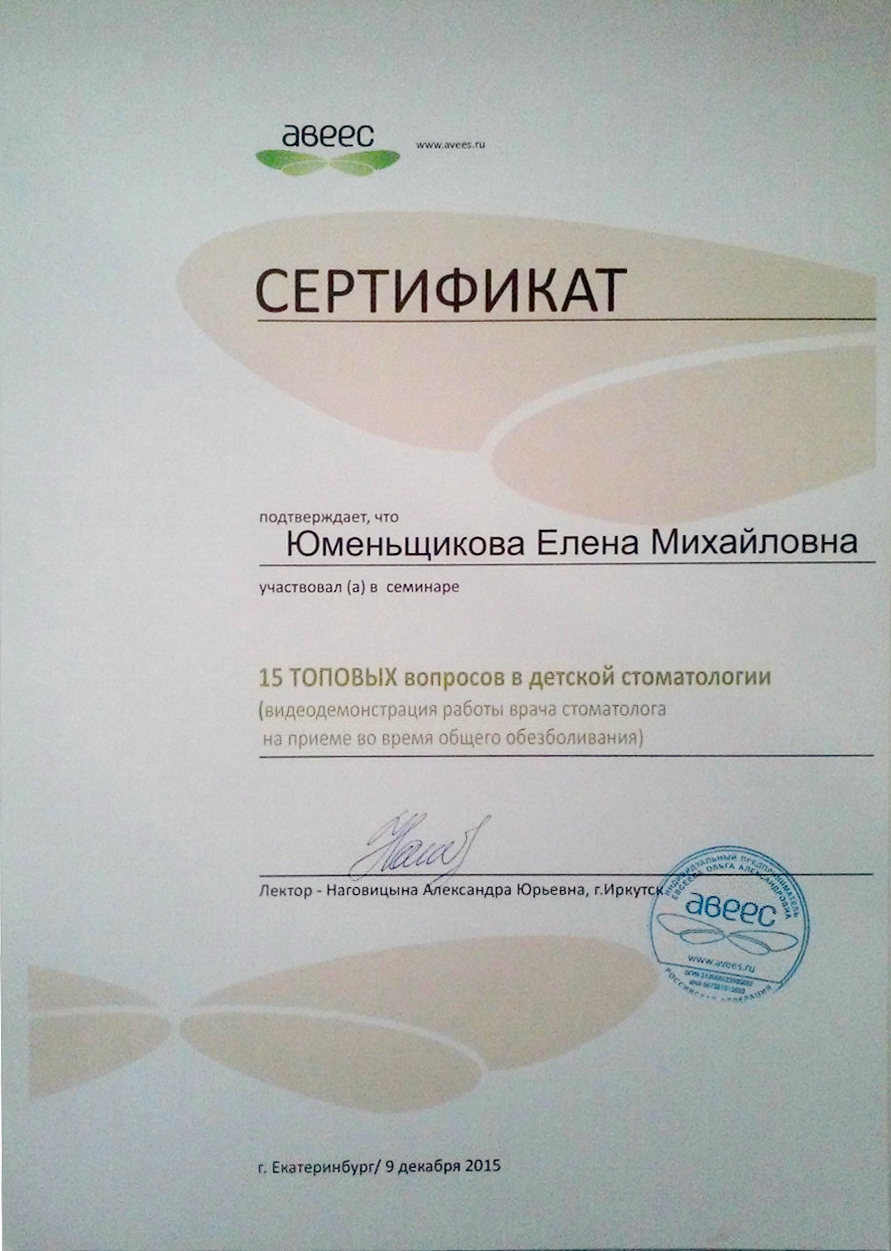 авеес
www.avees.ru
СЕРТИФИКАТ
подтверждает, что
Юменьщикова Елена Михайловна
участвовал (а) в семинаре
15 ТОПОВЫХ вопросов в детской стоматологии
(видеодемонстрация работы врача стоматолога
на приеме во время общего обезболивания)
Лектор - Наговицына Александра Юрьевна, г.Иркутск
ИНДИВИДУАЛЬНЫЙ ПРЕДПРИНИМАТЕЛЬ
ОЛЬГА АЛЕКСАНДРОВНА
авеес
www.avees.ru
РОССИЙСКАЯ ФЕДЕРАЦИЯ
г. Екатеринбург/ 9 декабря 2015